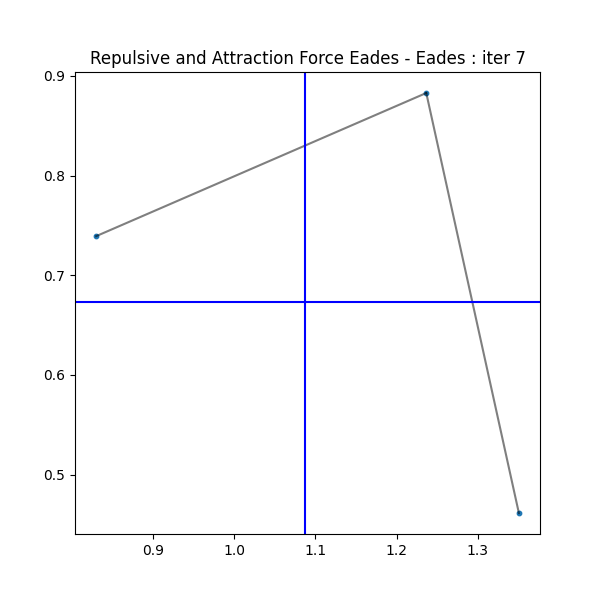 Repulsive and Attraction Force Eades - Eades : iter 7
0.9
0.8
0.7
0.6
0.5
0.9 1.0 1.1 1.2 1.3